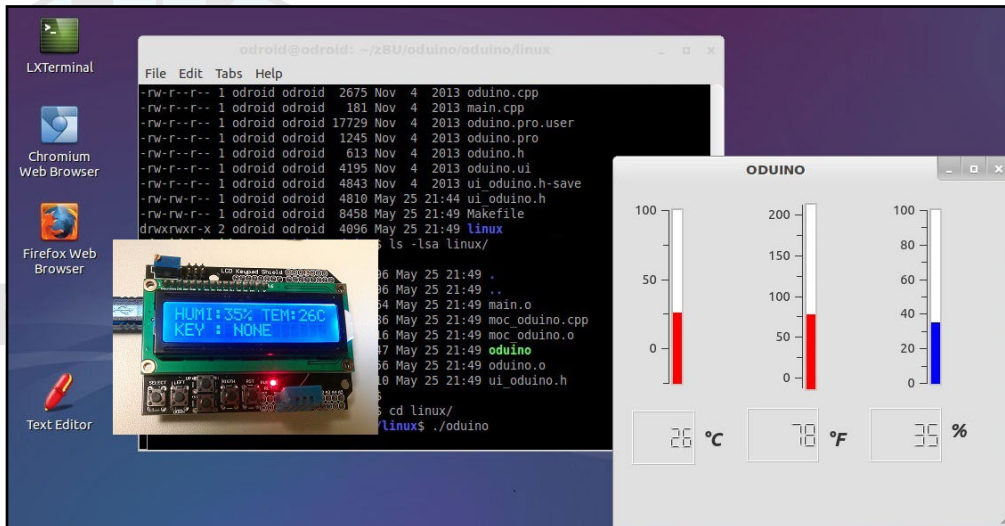 LXTerminal
Chromium
Web Browser
Firefox Web
Browser
Text Editor
odroid@odroid: ~/zBU/oduino/oduino/linux
File Edit Tabs Help
-rw-r--r-- 1 odroid odroid 2675 Nov 4 2013 oduino.cpp
-rw-r--r-- 1 odroid odroid 181 Nov 4 2013 main.cpp
-rw-r--r-- 1 odroid odroid 17729 Nov 4 2013 oduino.pro.user
-rw-r--r-- 1 odroid odroid 1245 Nov 4 2013 oduino.pro
-rw-r--r-- 1 odroid odroid 613 Nov 4 2013 oduino.h
-rw-r--r-- 1 odroid odroid 4195 Nov 4 2013 oduino.ui
-rw-r--r-- 1 odroid odroid 4843 Nov 4 2013 ui_oduino.h-save
-rw-rw-r-- 1 odroid odroid 4810 May 25 21:44 ui_oduino.h
-rw-rw-r-- 1 odroid odroid 8458 May 25 21:49 Makefile
drwxrwxr-x 2 odroid odroid 4096 May 25 21:49 linux
$ ls -lsa linux/
96 May 25 21:49 .
96 May 25 21:49 ..
64 May 25 21:49 main.o
36 May 25 21:49 moc_oduino.cpp
16 May 25 21:49 moc_oduino.o
47 May 25 21:49 oduino
56 May 25 21:49 oduino.o
10 May 25 21:49 ui_oduino.h
$
$ cd linux/
/linux$ ./oduino
LCD Keypad Shield
HUMI:35% TEM:26C
KEY : NONE
SELECT LEFT RIGHT RST
ODUINO
100
50
0
200
100
50
0
100
80
60
40
20
0
26 °C
78 °F
35 %